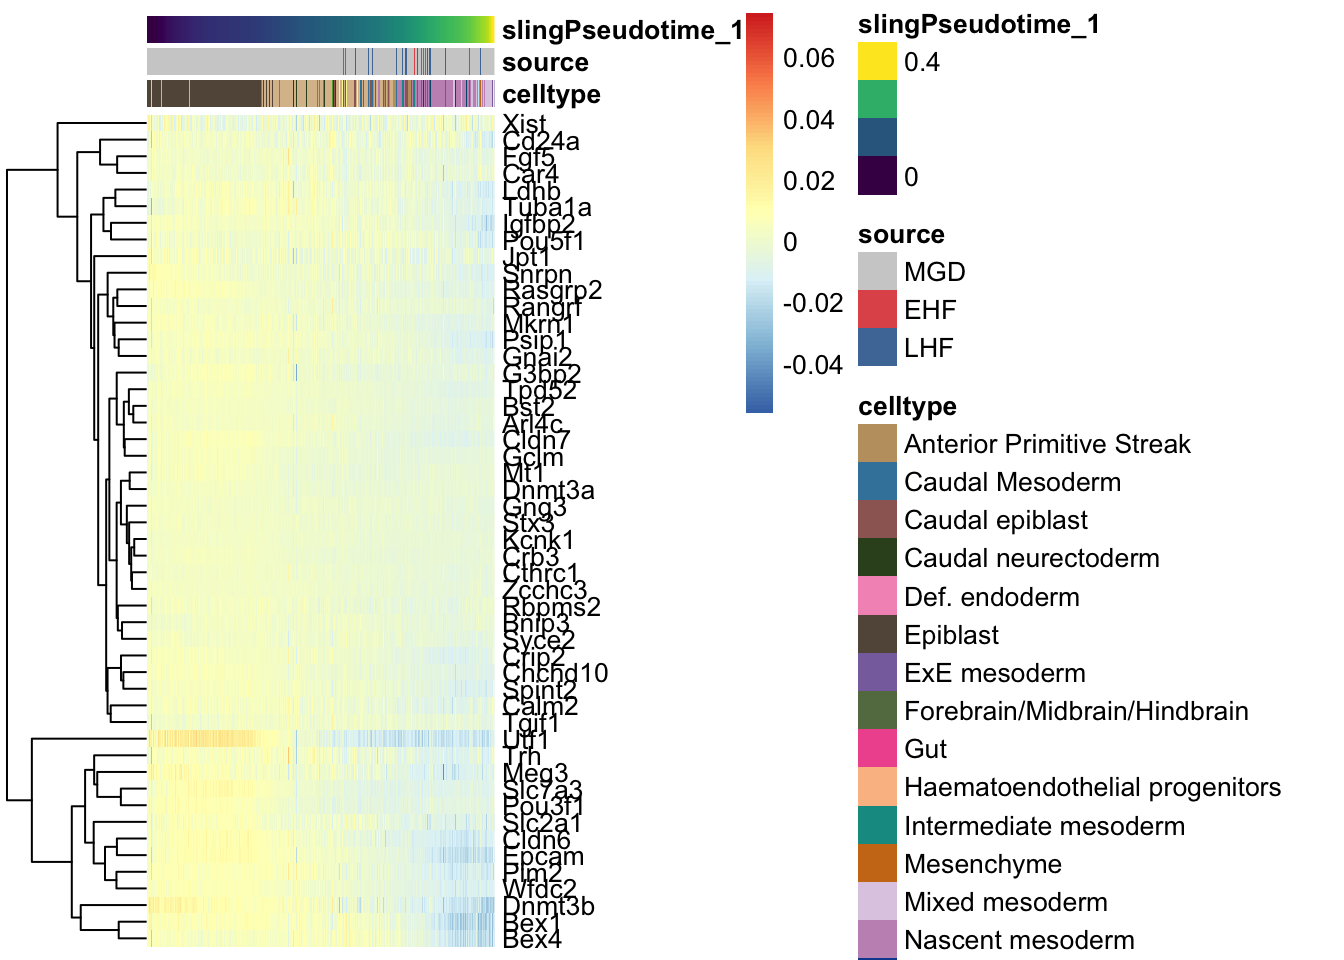 slingPseudotime_1
source
celltype
Xist
Cd24a
Fgf5
Car4
Ldhb
Tuba1a
Igfbp2
Pou5f1
Jpt1
Snrpn
Rasgrp2
Rangrf
Mkrn1
Psip1
Gnai2
G3bp2
Tpd52
Bst2
Arl4c
Cldn7
Gclm
Mt1
Dnmt3a
Gng3
Stx3
Kcnk1
Crb3
Cthrc1
Zcchc3
Rbpms2
Bnip3
Syce2
Crip2
Chchd10
Spint2
Calm2
Tgif1
Utf1
Trh
Meg3
Slc7a3
Pou3f1
Slc2a1
Cldn6
Epcam
Plm2
Wfdc2
Dnmt3b
Bex1
Bex4
0.06
0.04
0.02
0
-0.02
-0.04
slingPseudotime_1
0.4
0
source
MGD
EHF
LHF
celltype
Anterior Primitive Streak
Caudal Mesoderm
Caudal epiblast
Caudal neurectoderm
Def. endoderm
Epiblast
ExE mesoderm
Forebrain/Midbrain/Hindbrain
Gut
Haematoendothelial progenitors
Intermediate mesoderm
Mesenchyme
Mixed mesoderm
Nascent mesoderm